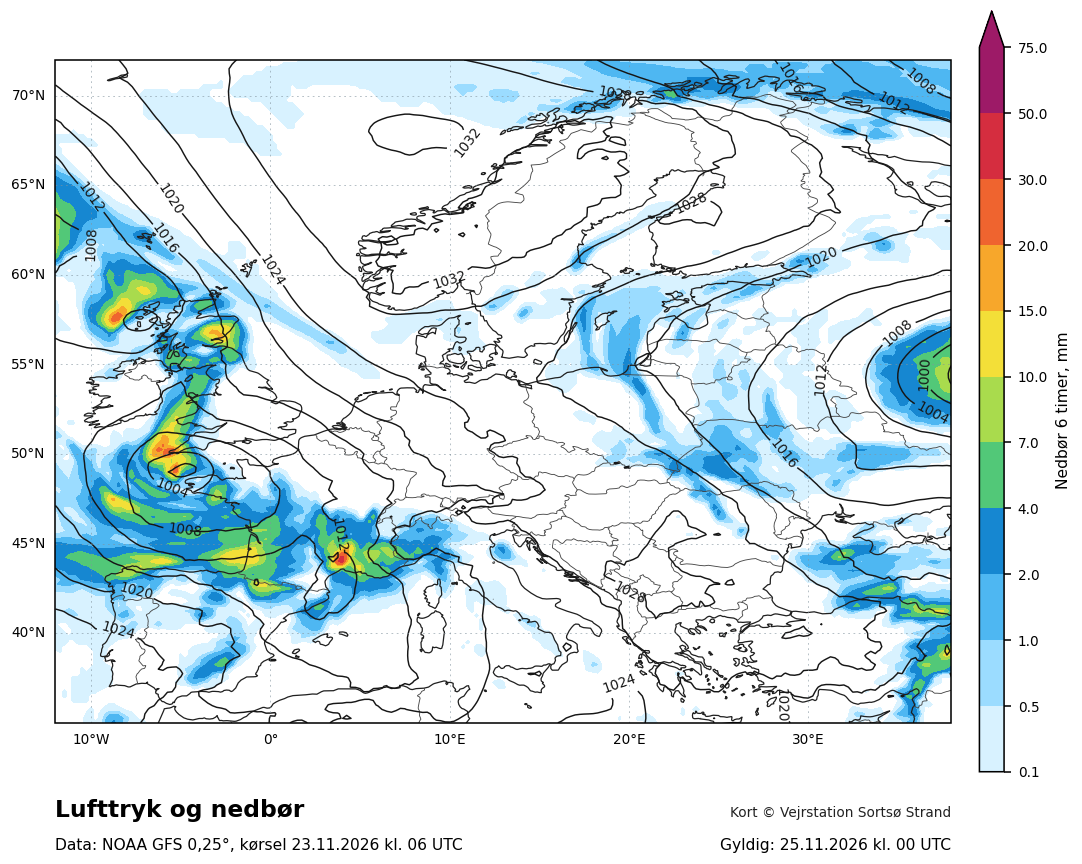 75.0
50.0
30.0
20.0
15.0
10.0
7.0
4.0
2.0
1.0
0.5
0.1
Nedbør 6 timer, mm
70°N
65°N
60°N
55°N
50°N
45°N
40°N
10°W
0°
10°E
20°E
30°E
1028
1016
1008
1012
1032
1012
1020
1016
1008
1024
1028
1032
1020
1008
1000
1004
1012
1016
1004
1008
1012
1020
1024
1028
1024
1020
Lufttryk og nedbør
Kort © Vejrstation Sortsø Strand
Data: NOAA GFS 0,25°, kørsel 23.11.2026 kl. 06 UTC
Gyldig: 25.11.2026 kl. 00 UTC